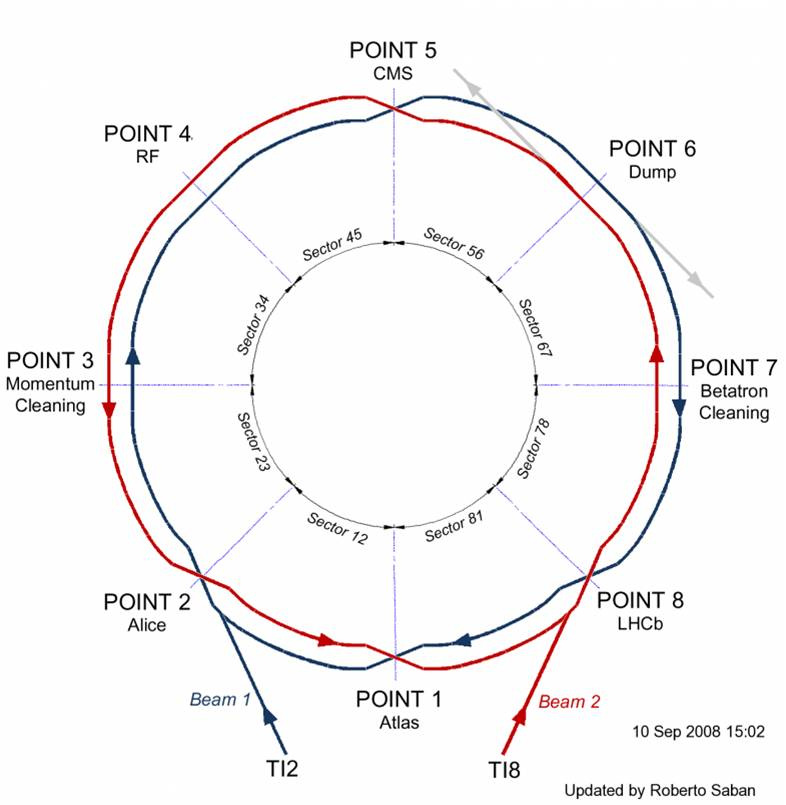 POINT 5
CMS
POINT 4
RF
POINT 6
Dump
Sector 45
Sector 56
Sector 34
Sector 67
POINT 3
Momentum
Cleaning
POINT 7
Betatron
Cleaning
Sector 23
Sector 78
Sector 12
Sector 81
POINT 2
Alice
POINT 8
LHCb
Beam 1
POINT 1
Atlas
Beam 2
10 Sep 2008 15:02
TI2
TI8
Updated by Roberto Saban